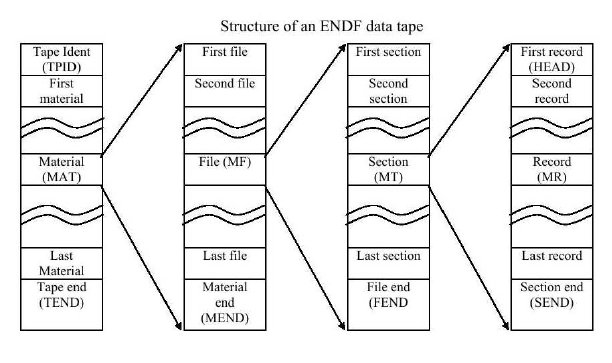 Structure of an ENDF data tape
Tape Ident
(TPID)
First
material
Material
(MAT)
Last
Material
Tape end
(TEND)
First file
Second file
File (MF)
Last file
Material
end
(MEND)
First section
Second
section
Section
(MT)
Last section
File end
(FEND
First record
(HEAD)
Second
record
Record
(MR)
Last record
Section end
(SEND)